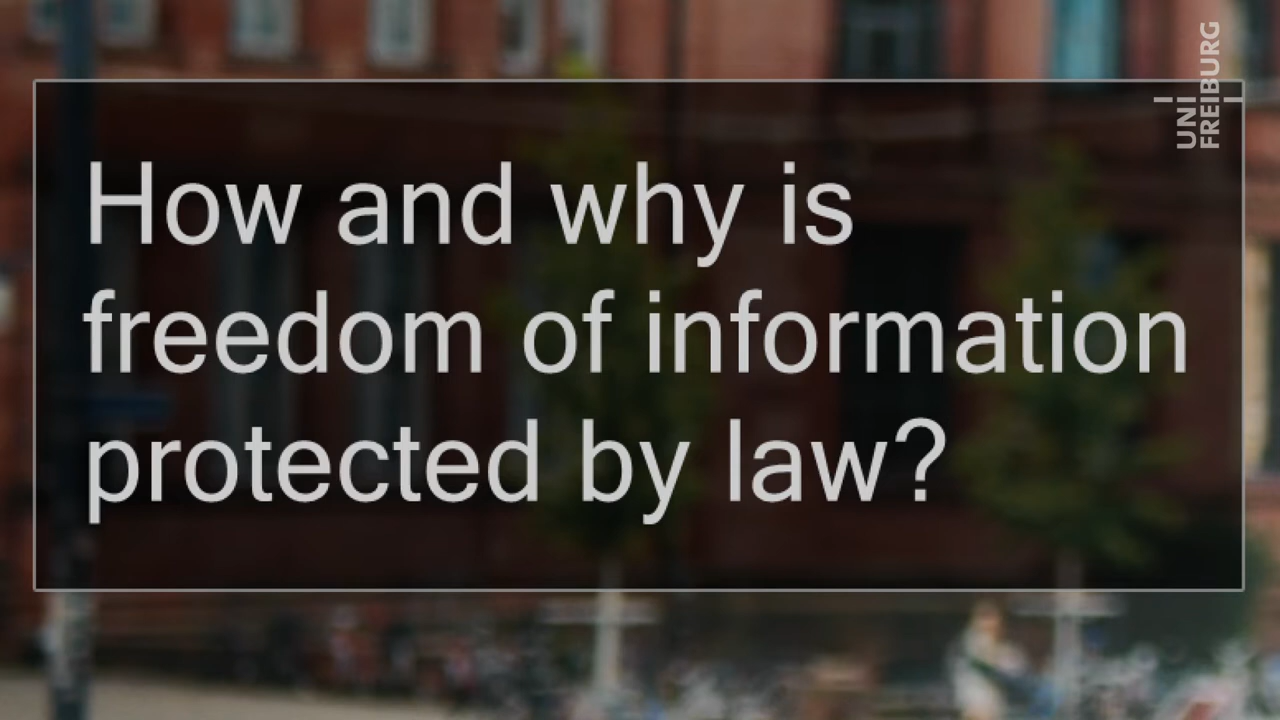 UNI
FREIBURG
How and why is
freedom of information
protected by law?